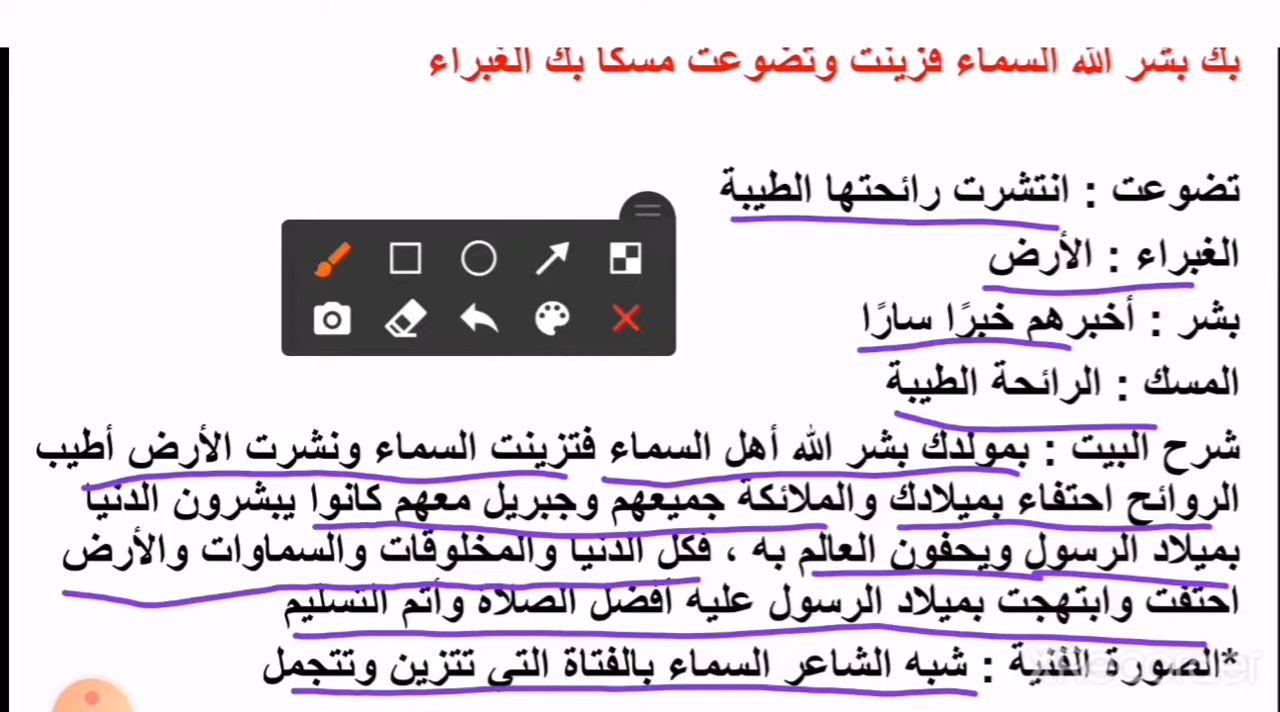 بك بشر الله السماء فزينت وتضوعت مسكا بك الغبراء
تضوعت : انتشرت رائحتها الطيبة
الغبراء : الأرض
بشر : أخبرهم خبرًا سارًا
المسك : الرائحة الطيبة
شرح البيت : بمولدك بشر الله أهل السماء فتزينت السماء ونشرت الأرض أطيب
الروائح احتفاء بميلادك والملائكة جميعهم وجبريل معهم كانوا يبشرون الدنيا
بميلاد الرسول ويحفون العالم به ، فكل الدنيا والمخلوقات والسماوات والأرض
احتفت وابتهجت بميلاد الرسول عليه أفضل الصلاة وأتم التسليم
*الصورة الفنية : شبه الشاعر السماء بالفتاة التي تتزين وتتجمل